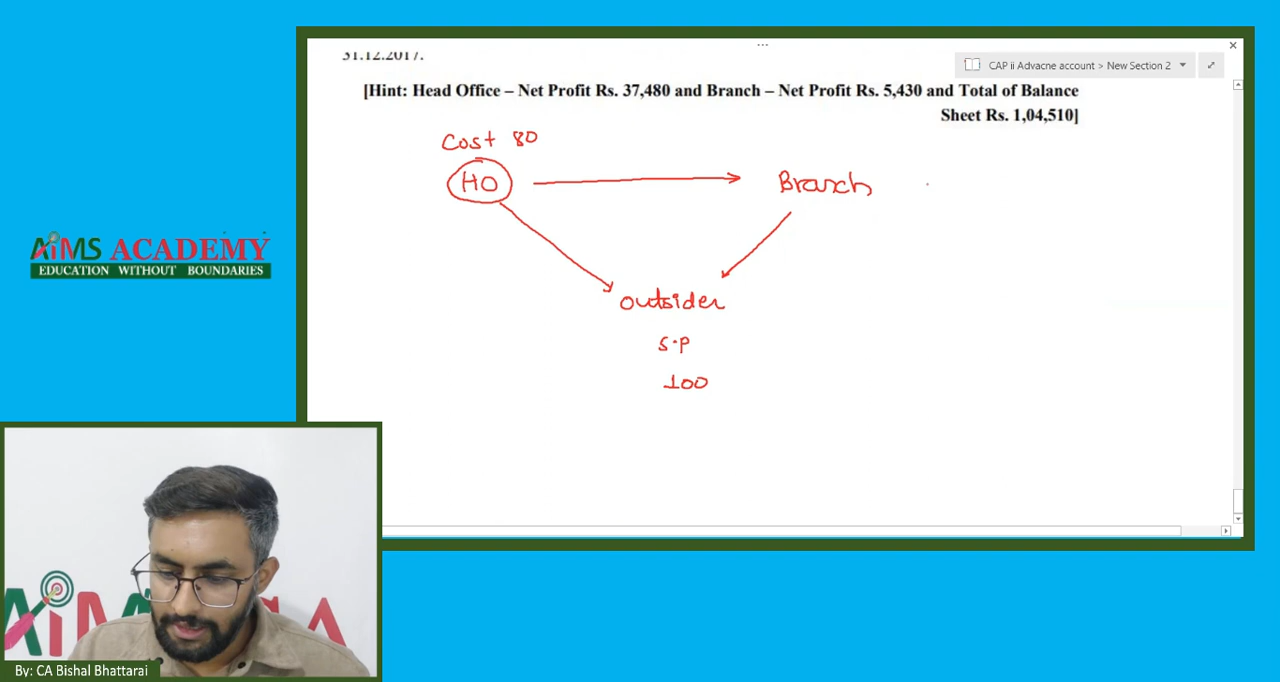 31.12.2017.
CAP ii Advacne account > New Section 2
[Hint: Head Office – Net Profit Rs. 37,480 and Branch – Net Profit Rs. 5,430 and Total of Balance
Sheet Rs. 1,04,510]
Cost 80
HO
Branch
outsider
S.P
100
AiMS ACADEMY
EDUCATION WITHOUT BOUNDARIES
By: CA Bishal Bhattarai